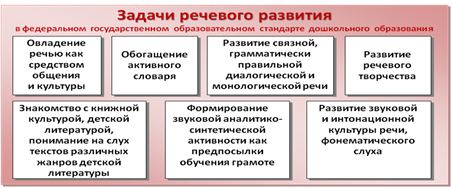 Задачи речевого развития
в федеральном государственном образовательном стандарте дошкольного образования
Овладение
речью как
средством
общения
и культуры
Обогащение
активного
словаря
Развитие связной,
грамматически
правильной
диалогической и
монологической речи
Развитие
речевого
творчества
Знакомство с книжной
культурой, детской
литературой,
понимание на слух
текстов различных
жанров детской
литературы
Формирование
звуковой аналитико-
синтетической
активности как
предпосылки
обучения грамоте
Развитие звуковой
и интонационной
культуры речи,
фонематического
слуха